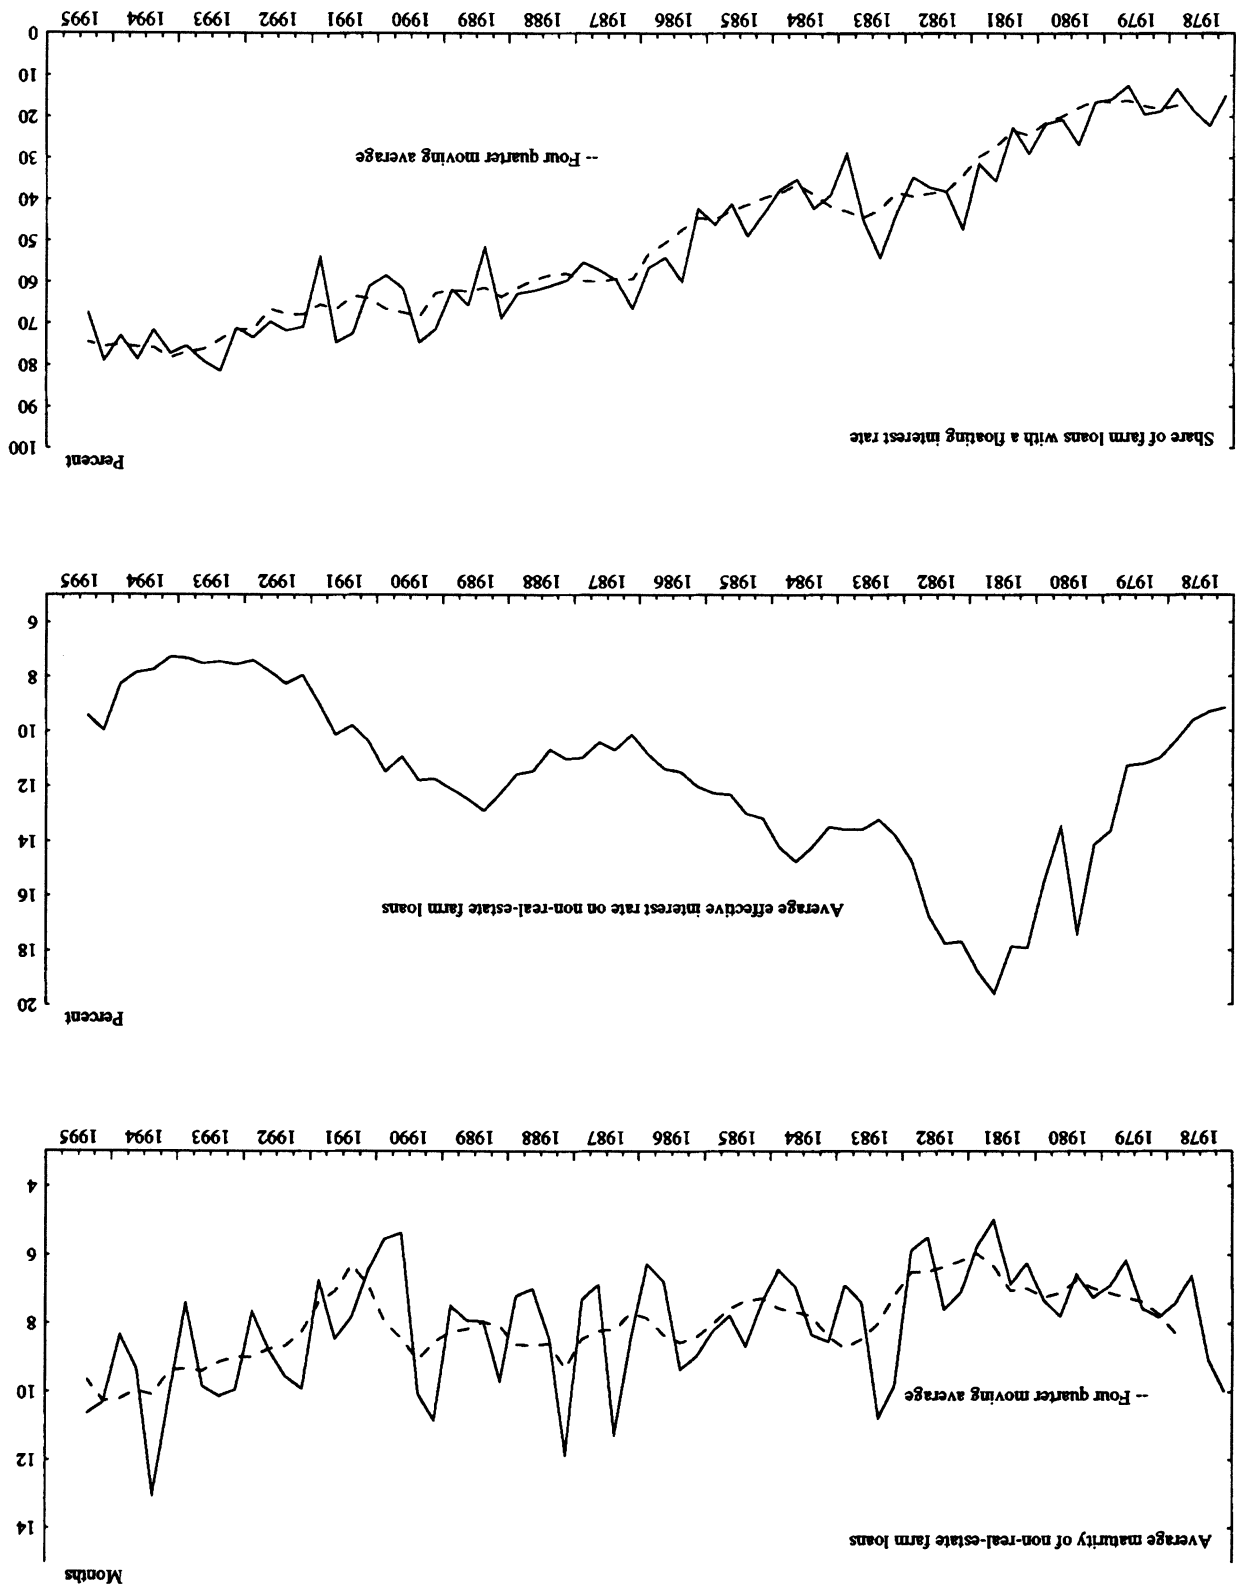 Months
Average maturity of non-real-estate farm loans
14
12
-- Four quarter moving average
10
8
6
4
1978 1979 1980 1981 1982 1983 1984 1985 1986 1987 1988 1989 1990 1991 1992 1993 1994 1995
Percent
20
18
Average effective interest rate on non-real-estate farm loans
16
14
12
10
8
6
1978 1979 1980 1981 1982 1983 1984 1985 1986 1987 1988 1989 1990 1991 1992 1993 1994 1995
Percent
Share of farm loans with a floating interest rate
100
90
80
70
60
50
40
-- Four quarter moving average
30
20
10
0
1978 1979 1980 1981 1982 1983 1984 1985 1986 1987 1988 1989 1990 1991 1992 1993 1994 1995